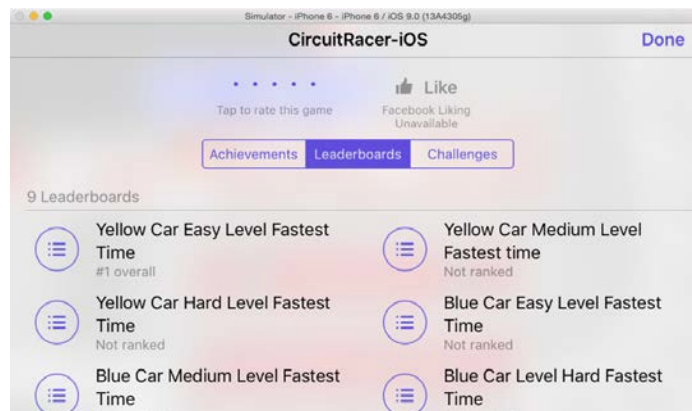 Simulator - iPhone 6 - iPhone 6 / iOS 9.0 (13A4305g)
CircuitRacer-iOS
Done
Tap to rate this game
Like
Facebook Liking
Unavailable
Achievements
Leaderboards
Challenges
9 Leaderboards
Yellow Car Easy Level Fastest
Time
#1 overall
Yellow Car Medium Level
Fastest time
Not ranked
Yellow Car Hard Level Fastest
Time
Not ranked
Blue Car Easy Level Fastest
Time
Not ranked
Blue Car Medium Level Fastest
Time
Blue Car Level Hard Fastest
Time